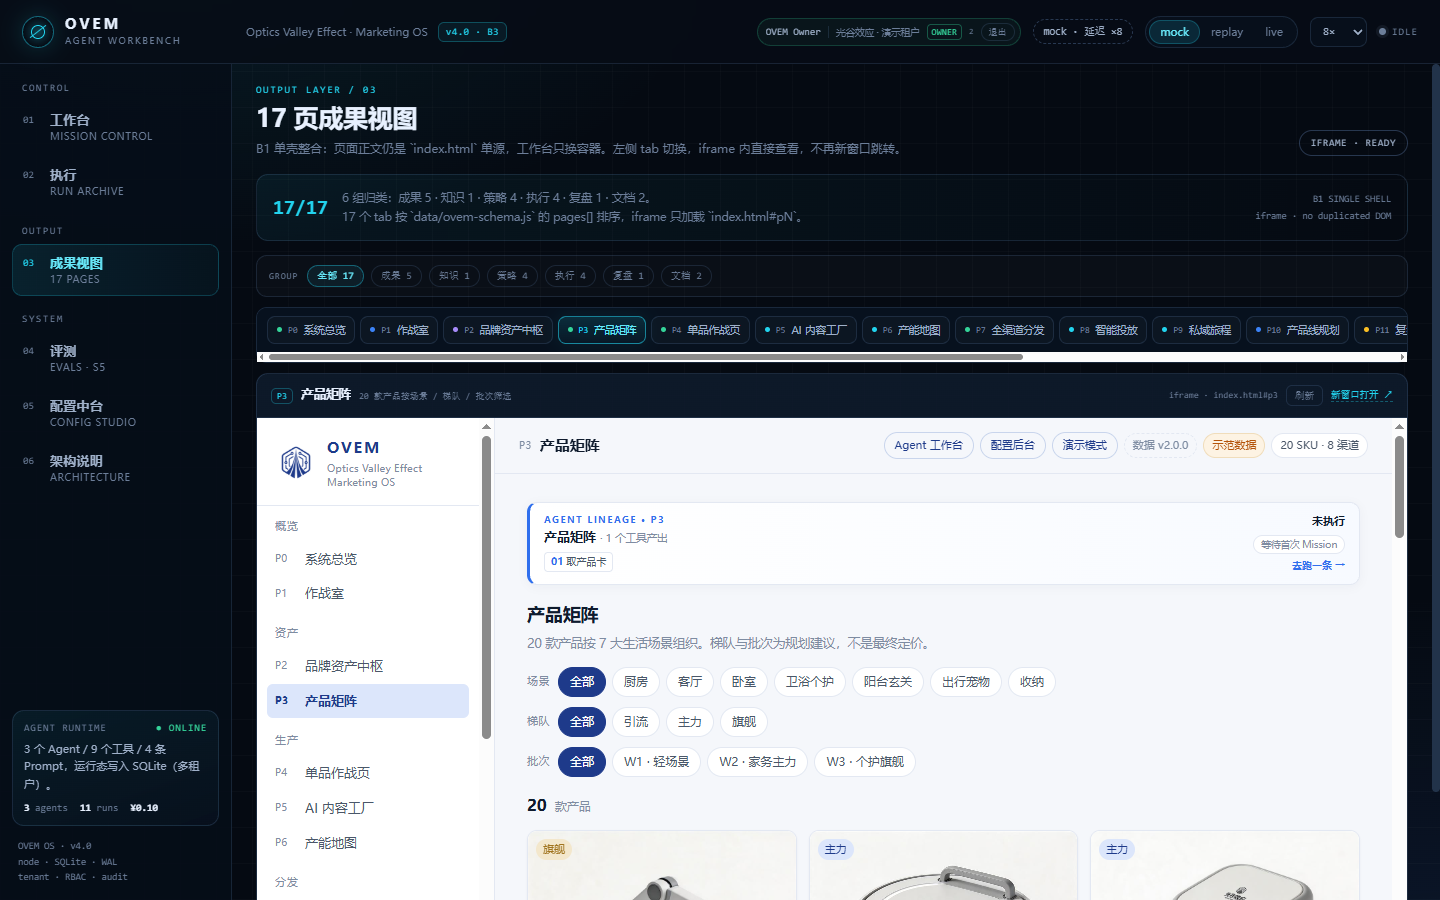 OVEM
AGENT WORKBENCH
Optics Valley Effect · Marketing OS
v4.0 · B3
OVEM Owner
光谷效应 · 演示租户
OWNER
2
退出
mock · 延迟 ×8
mock
replay
live
8×
IDLE
CONTROL
01 工作台
MISSION CONTROL
02 执行
RUN ARCHIVE
OUTPUT
03 成果视图
17 PAGES
SYSTEM
04 评测
EVALS · S5
05 配置中台
CONFIG STUDIO
06 架构说明
ARCHITECTURE
AGENT RUNTIME
ONLINE
3 个 Agent / 9 个工具 / 4 条
Prompt，运行态写入 SQLite（多租
户）。
3 agents 11 runs ¥0.10
OVEM OS · v4.0
node · SQLite · WAL
tenant · RBAC · audit
OUTPUT LAYER / 03
17 页成果视图
B1 单壳整合：页面正文仍是 `index.html` 单源，工作台只换容器。左侧 tab 切换，iframe 内直接查看，不再新窗口跳转。
IFRAME · READY
17/17
6 组归类：成果 5 · 知识 1 · 策略 4 · 执行 4 · 复盘 1 · 文档 2。
17 个 tab 按 `data/ovem-schema.js` 的 pages[] 排序，iframe 只加载 `index.html#pN`。
B1 SINGLE SHELL
iframe · no duplicated DOM
GROUP
全部 17
成果 5
知识 1
策略 4
执行 4
复盘 1
文档 2
P0 系统总览
P1 作战室
P2 品牌资产中枢
P3 产品矩阵
P4 单品作战页
P5 AI 内容工厂
P6 产能地图
P7 全渠道分发
P8 智能投放
P9 私域旅程
P10 产品线规划
P11 复
P3 产品矩阵 20 款产品按场景 / 梯队 / 批次筛选
iframe · index.html#p3
刷新
新窗口打开 ↗
OVEM
Optics Valley Effect
Marketing OS
概览
P0 系统总览
P1 作战室
资产
P2 品牌资产中枢
P3 产品矩阵
生产
P4 单品作战页
P5 AI 内容工厂
P6 产能地图
分发
P3 产品矩阵
Agent 工作台
配置后台
演示模式
数据 v2.0.0
示范数据
20 SKU · 8 渠道
AGENT LINEAGE • P3
产品矩阵 · 1 个工具产出
01 取产品卡
未执行
等待首次 Mission
去跑一条 →
产品矩阵
20 款产品按 7 大生活场景组织。梯队与批次为规划建议，不是最终定价。
场景 全部 厨房 客厅 卧室 卫浴个护 阳台玄关 出行宠物 收纳
梯队 全部 引流 主力 旗舰
批次 全部 W1 · 轻场景 W2 · 家务主力 W3 · 个护旗舰
20 款产品
旗舰
主力
主力